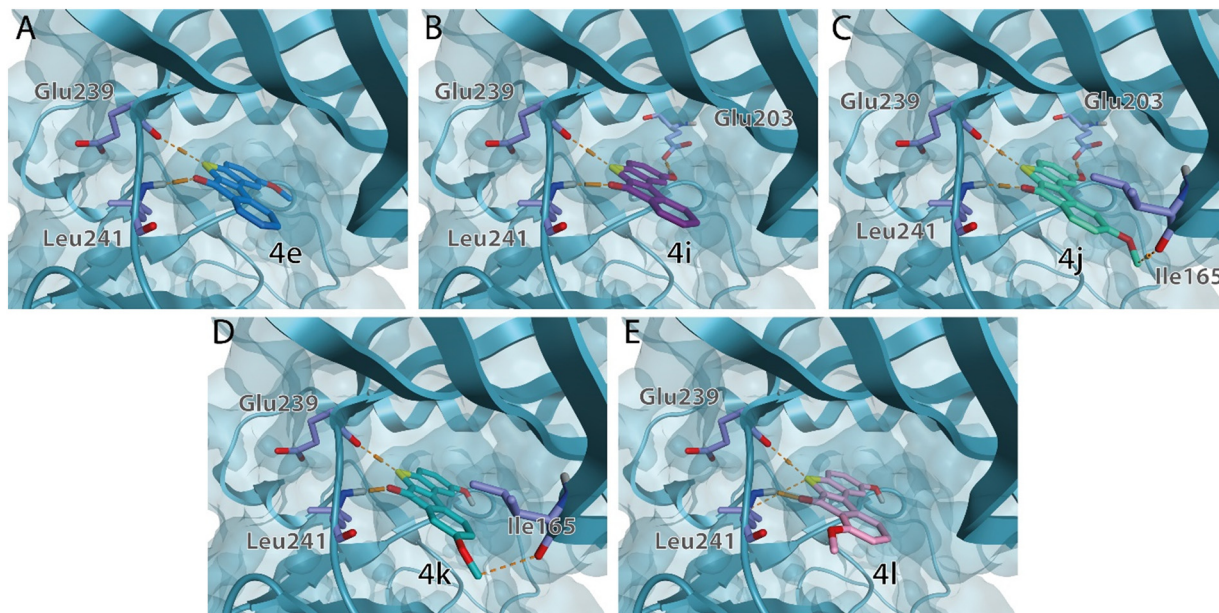 A
Glu239
Leu241
4e
B
Glu239
Glu203
Leu241
4i
C
Glu239
Glu203
Leu241
4j
Ile165
D
Glu239
Leu241
4k
Ile165
E
Glu239
Leu241
4l